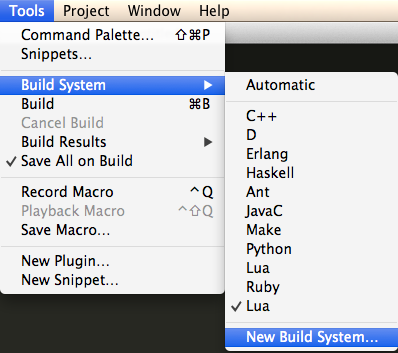 Tools Project Window Help
Command Palette... ⇧⌘P
Snippets...
Build System ▶
Build ⌘B
Cancel Build
Build Results ▶
✓ Save All on Build
Record Macro ^Q
Playback Macro ^⇧Q
Save Macro...
New Plugin...
New Snippet...
Automatic
C++
D
Erlang
Haskell
Ant
JavaC
Make
Python
Lua
Ruby
✓ Lua
New Build System...